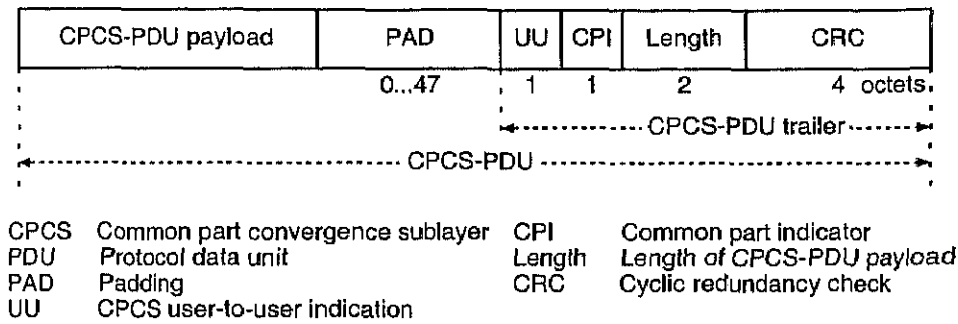 CPCS-PDU payload PAD UU CPI Length CRC
0...47 1 1 2 4 octets
CPCS-PDU trailer
CPCS-PDU
CPCS Common part convergence sublayer CPI Common part indicator
PDU Protocol data unit Length Length of CPCS-PDU payload
PAD Padding CRC Cyclic redundancy check
UU CPCS user-to-user indication